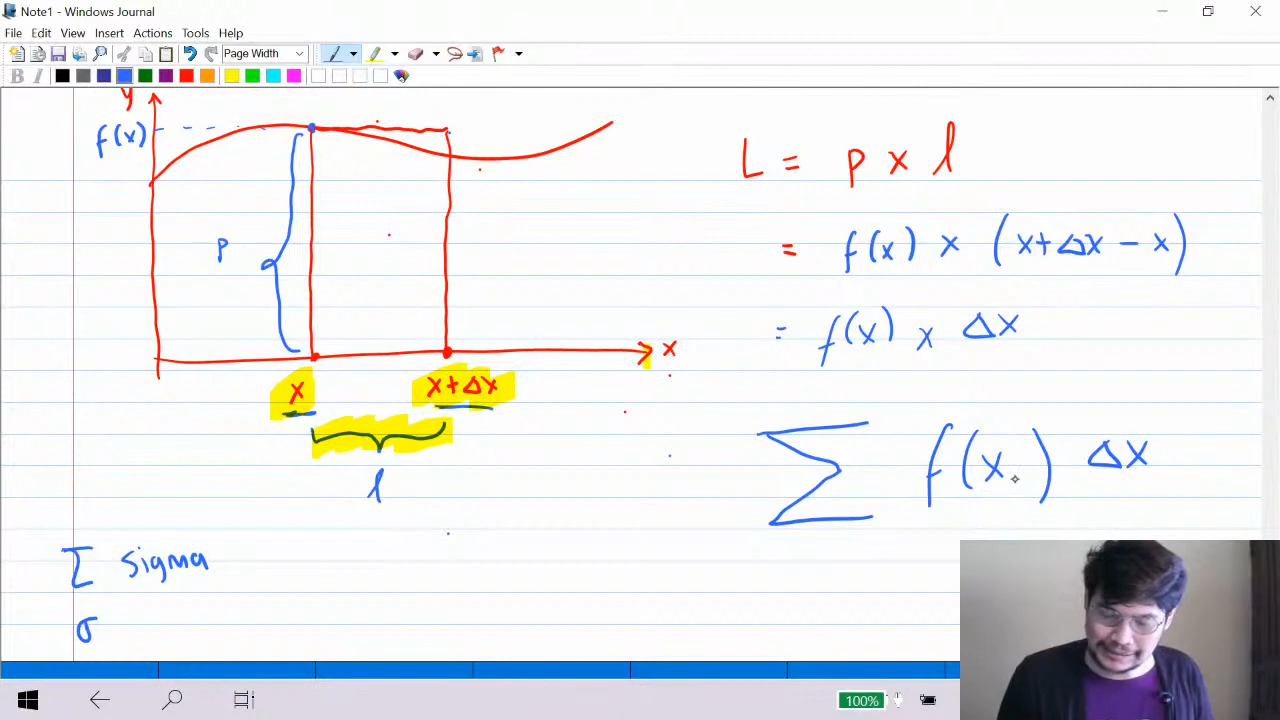 Note1 - Windows Journal
File Edit View Insert Actions Tools Help
Page Width
B I
y
f(x)
p
x
x x+Δx
l
Σ sigma
σ
L = p x l
= f(x) x (x+Δx - x)
= f(x) x Δx
Σ f(x.) Δx
100%